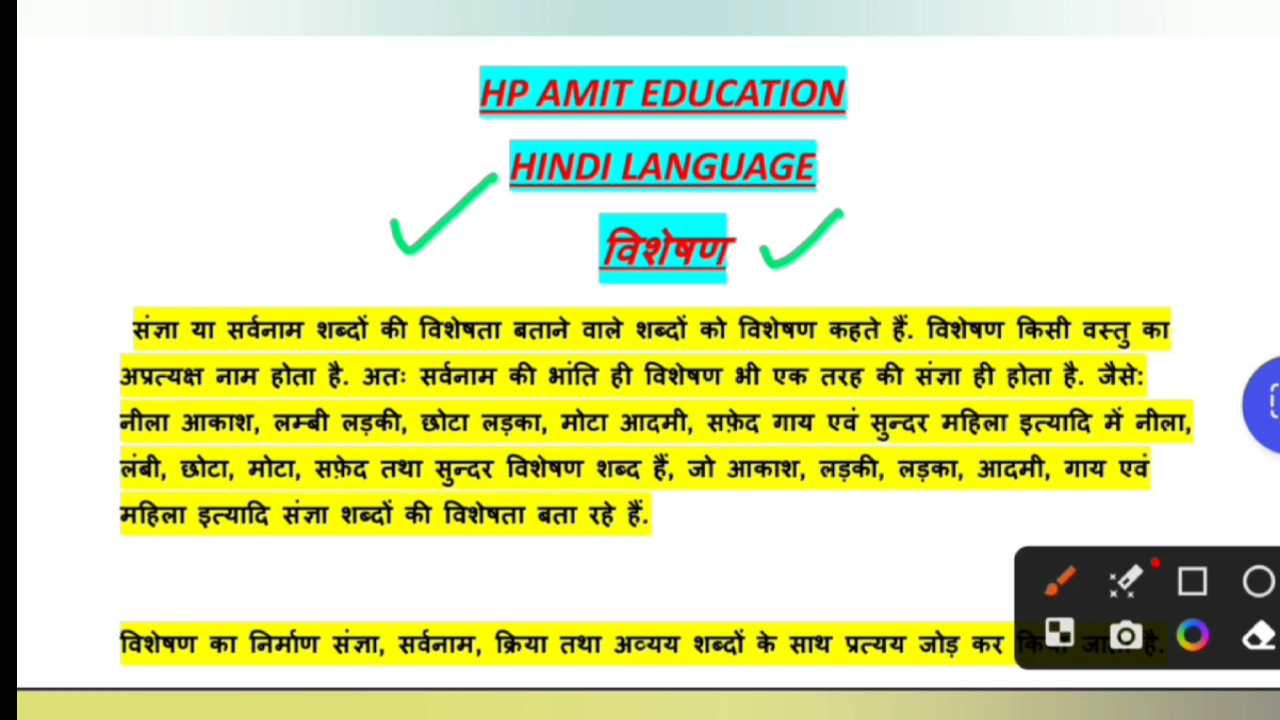 HP AMIT EDUCATION
HINDI LANGUAGE
विशेषण
संज्ञा या सर्वनाम शब्दों की विशेषता बताने वाले शब्दों को विशेषण कहते हैं. विशेषण किसी वस्तु का
अप्रत्यक्ष नाम होता है. अतः सर्वनाम की भांति ही विशेषण भी एक तरह की संज्ञा ही होता है. जैसे:
नीला आकाश, लम्बी लड़की, छोटा लड़का, मोटा आदमी, सफ़ेद गाय एवं सुन्दर महिला इत्यादि में नीला,
लंबी, छोटा, मोटा, सफ़ेद तथा सुन्दर विशेषण शब्द हैं, जो आकाश, लड़की, लड़का, आदमी, गाय एवं
महिला इत्यादि संज्ञा शब्दों की विशेषता बता रहे हैं.
विशेषण का निर्माण संज्ञा, सर्वनाम, क्रिया तथा अव्यय शब्दों के साथ प्रत्यय जोड़ कर किया जाता है.